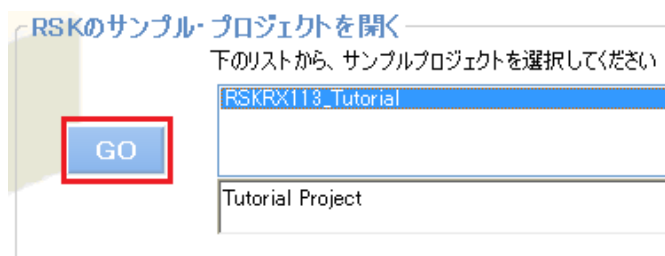 RSKのサンプル・プロジェクトを開く
下のリストから、サンプルプロジェクトを選択してください
RSKRX113_Tutorial
GO
Tutorial Project